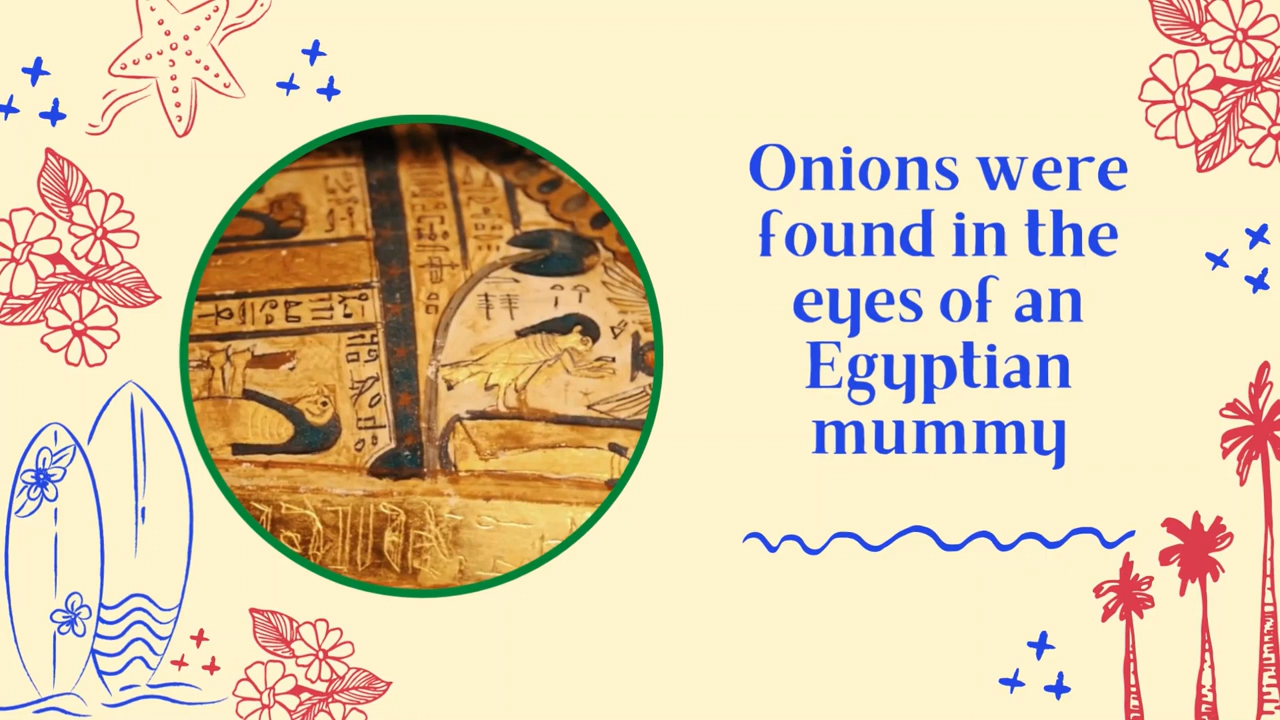 Onions were
found in the
eyes of an
Egyptian
mummy